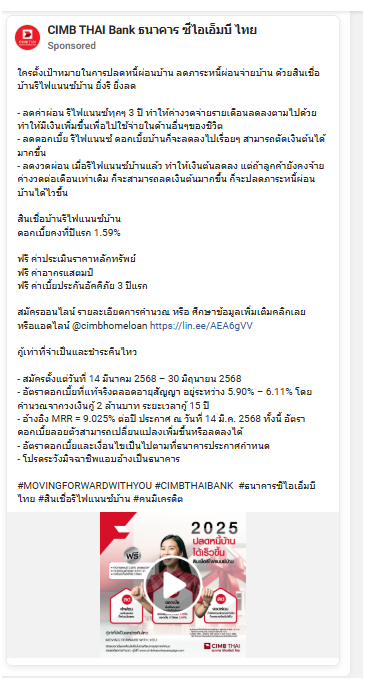 CIMB THAI Bank ธนาคาร ซีไอเอ็มบี ไทย
Sponsored
ใครตั้งเป้าหมายในการปลดหนี้ผ่อนบ้าน ลดภาระหนี้ผ่อนจ่ายบ้าน ด้วยสินเชื่อ
บ้านรีไฟแนนซ์บ้าน ยิ่งรี ยิ่งลด
- ลดค่าผ่อน รีไฟแนนซ์ทุกๆ 3 ปี ทำให้ค่างวดจ่ายรายเดือนลดลงตามไปด้วย
ทำให้มีเงินเพิ่มขึ้นเพื่อไปใช้จ่ายในด้านอื่นๆของชีวิต
- ลดดอกเบี้ย รีไฟแนนซ์ ดอกเบี้ยบ้านก็จะลดลงไปเรื่อยๆ สามารถตัดเงินต้นได้
มากขึ้น
- ลดงวดผ่อน เมื่อรีไฟแนนซ์บ้านแล้ว ทำให้เงินต้นลดลง แต่ถ้าลูกค้ายังคงจ่าย
ค่างวดต่อเดือนเท่าเดิม ก็จะสามารถลดเงินต้นมากขึ้น ก็จะปลดภาระหนี้ผ่อน
บ้านได้ไวขึ้น
สินเชื่อบ้านรีไฟแนนซ์บ้าน
ดอกเบี้ยคงที่ปีแรก 1.59%
ฟรี ค่าประเมินราคาหลักทรัพย์
ฟรี ค่าอากรแสตมป์
ฟรี ค่าเบี้ยประกันอัคคีภัย 3 ปีแรก
สมัครออนไลน์ รายละเอียดการคำนวณ หรือ ศึกษาข้อมูลเพิ่มเติมคลิกเลย
หรือแอดไลน์ @cimbhomeloan https://lin.ee/AEA6gVV
กู้เท่าที่จำเป็นและชำระคืนไหว
- สมัครตั้งแต่วันที่ 14 มีนาคม 2568 – 30 มิถุนายน 2568
- อัตราดอกเบี้ยที่แท้จริงตลอดอายุสัญญา อยู่ระหว่าง 5.90% – 6.11% โดย
คำนวณจากวงเงินกู้ 2 ล้านบาท ระยะเวลากู้ 15 ปี
- อ้างอิง MRR = 9.025% ต่อปี ประกาศ ณ วันที่ 14 มี.ค. 2568 ทั้งนี้ อัตรา
ดอกเบี้ยลอยตัวสามารถเปลี่ยนแปลงเพิ่มขึ้นหรือลดลงได้
- อัตราดอกเบี้ยและเงื่อนไขเป็นไปตามที่ธนาคารประกาศกำหนด
- โปรดระวังมิจฉาชีพแอบอ้างเป็นธนาคาร
#MOVINGFORWARDWITHYOU #CIMBTHAIBANK #ธนาคารซีไอเอ็มบี
ไทย #สินเชื่อรีไฟแนนซ์บ้าน #คนมีเครดิต
2025
ปลดหนี้บ้าน
ได้เร็วขึ้น
สินเชื่อรีไฟแนนซ์บ้าน
ฟรี
CIMB THAI